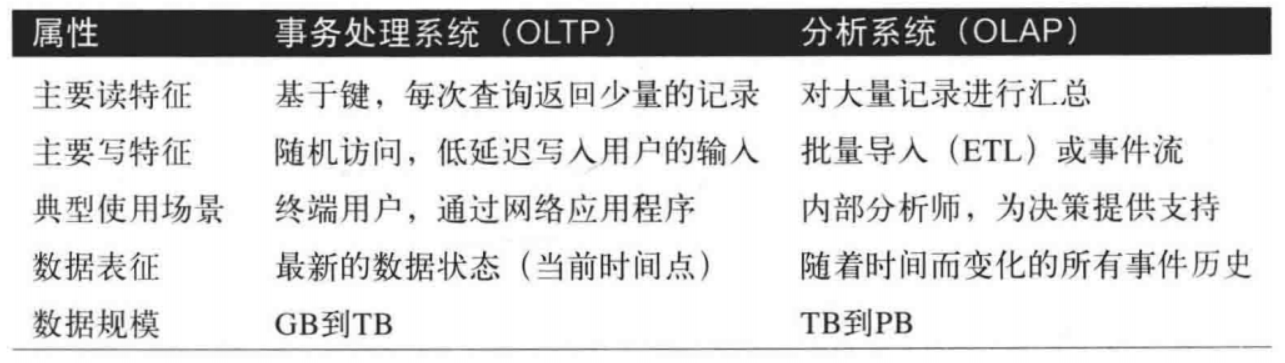 属性 事务处理系统（OLTP） 分析系统（OLAP）
主要读特征 基于键，每次查询返回少量的记录 对大量记录进行汇总
主要写特征 随机访问，低延迟写入用户的输入 批量导入（ETL）或事件流
典型使用场景 终端用户，通过网络应用程序 内部分析师，为决策提供支持
数据表征 最新的数据状态（当前时间点） 随着时间而变化的所有事件历史
数据规模 GB到TB TB到PB